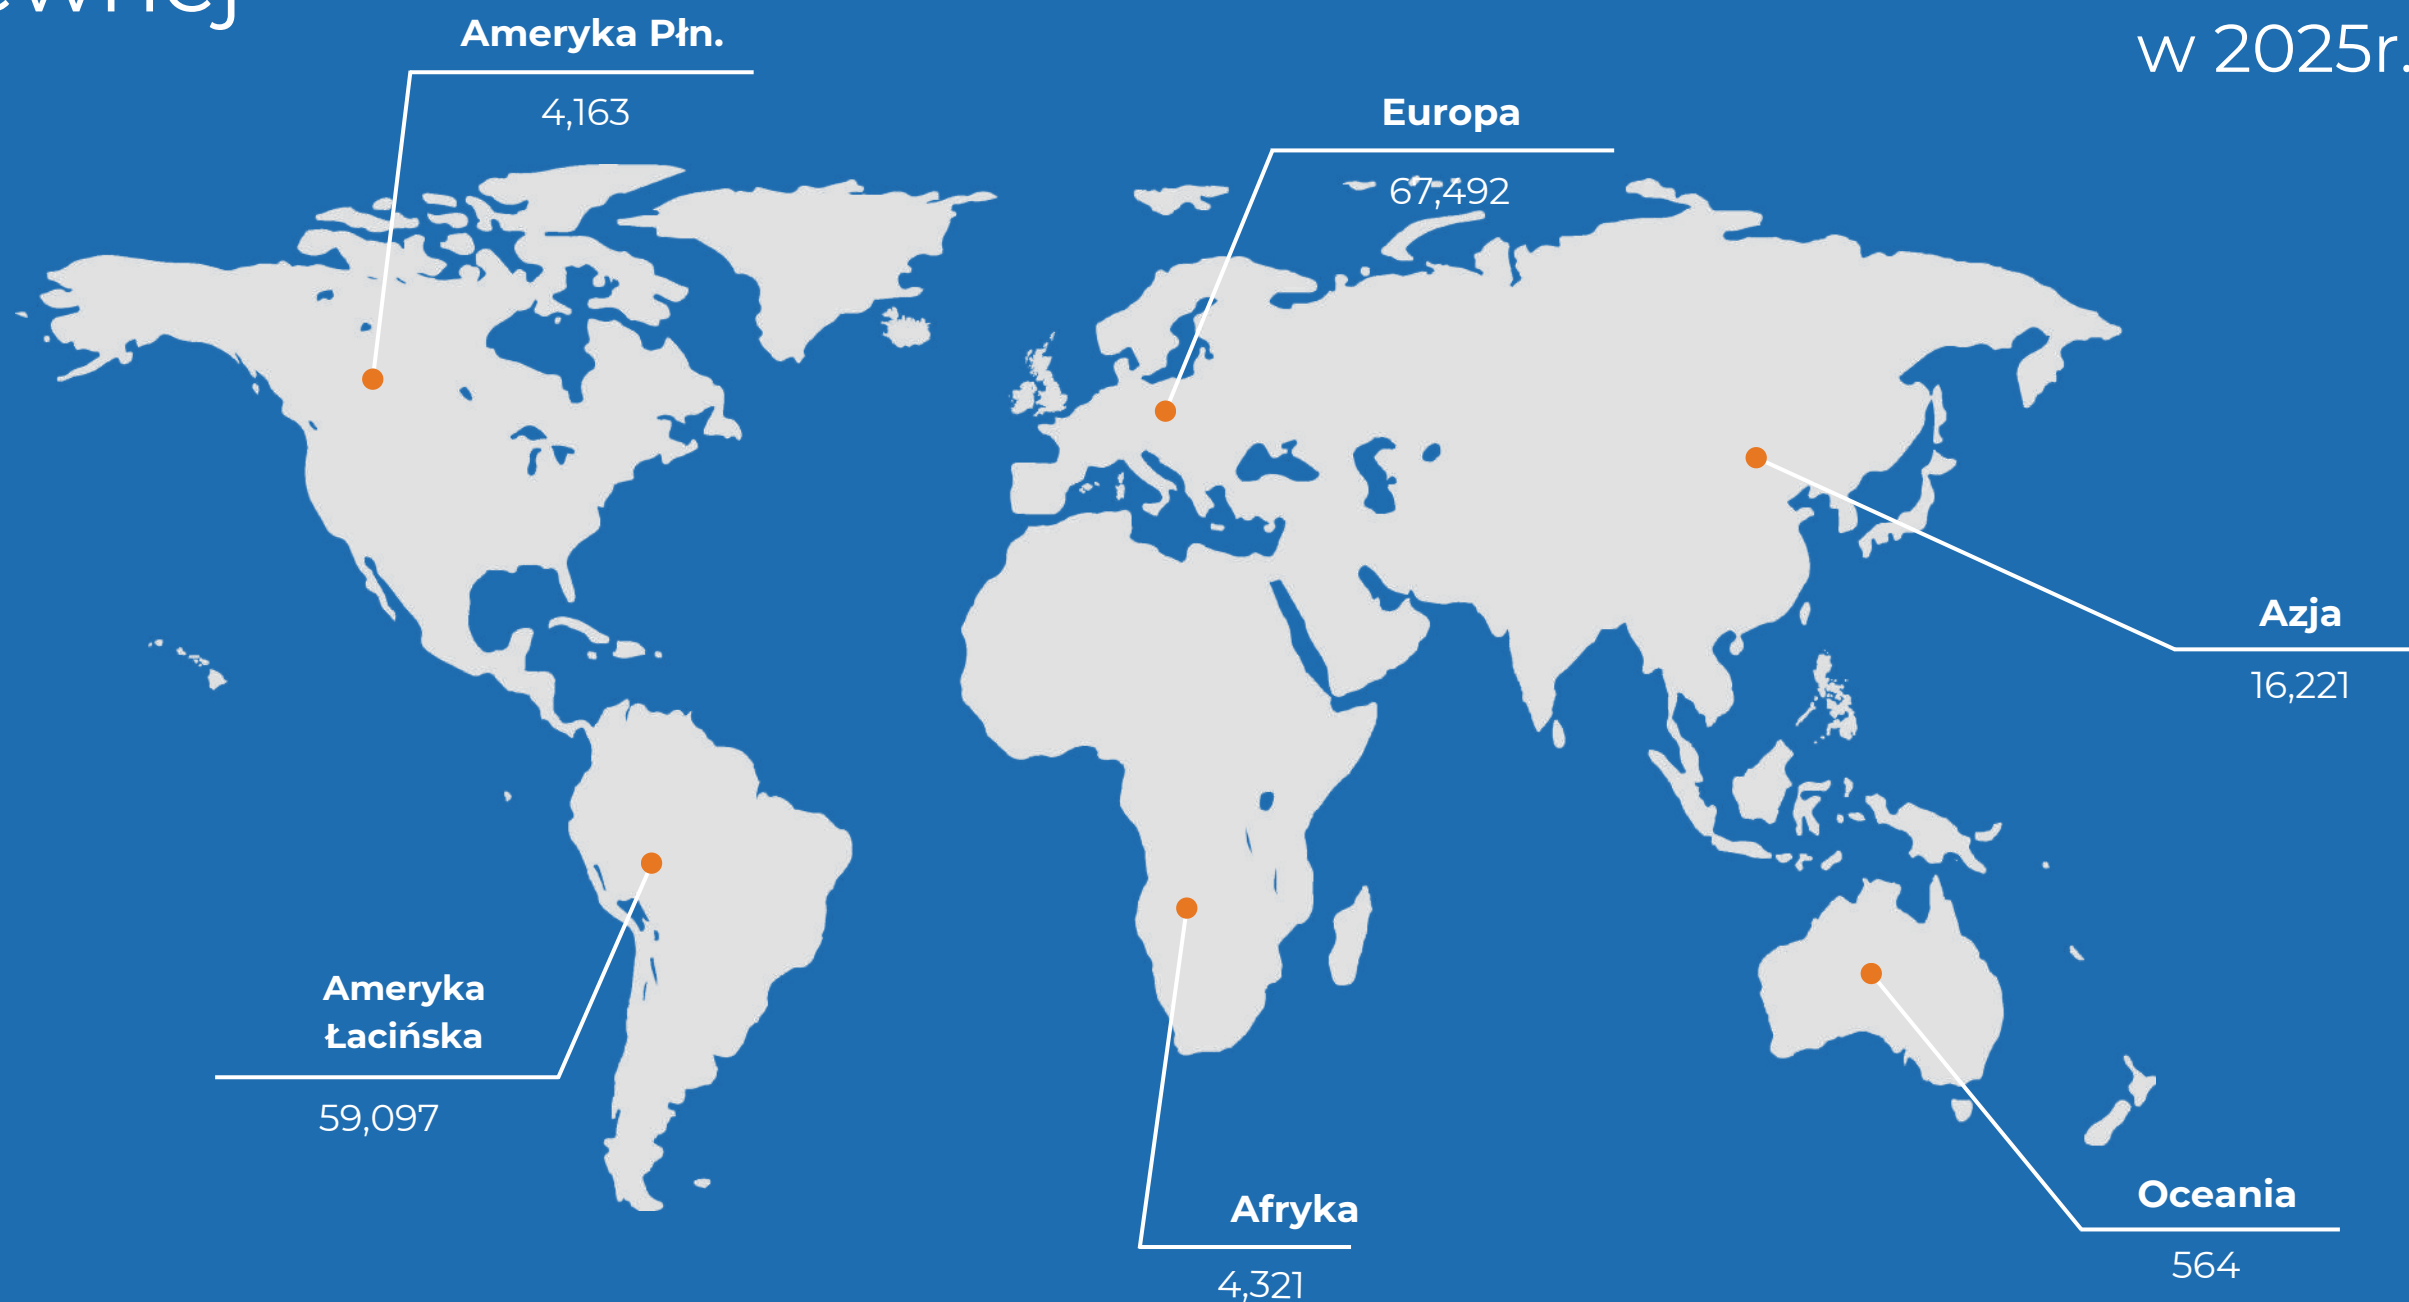 w 2025r.
Ameryka Płn.
4,163
Europa
67,492
Azja
16,221
Ameryka
Łacińska
59,097
Afryka
4,321
Oceania
564